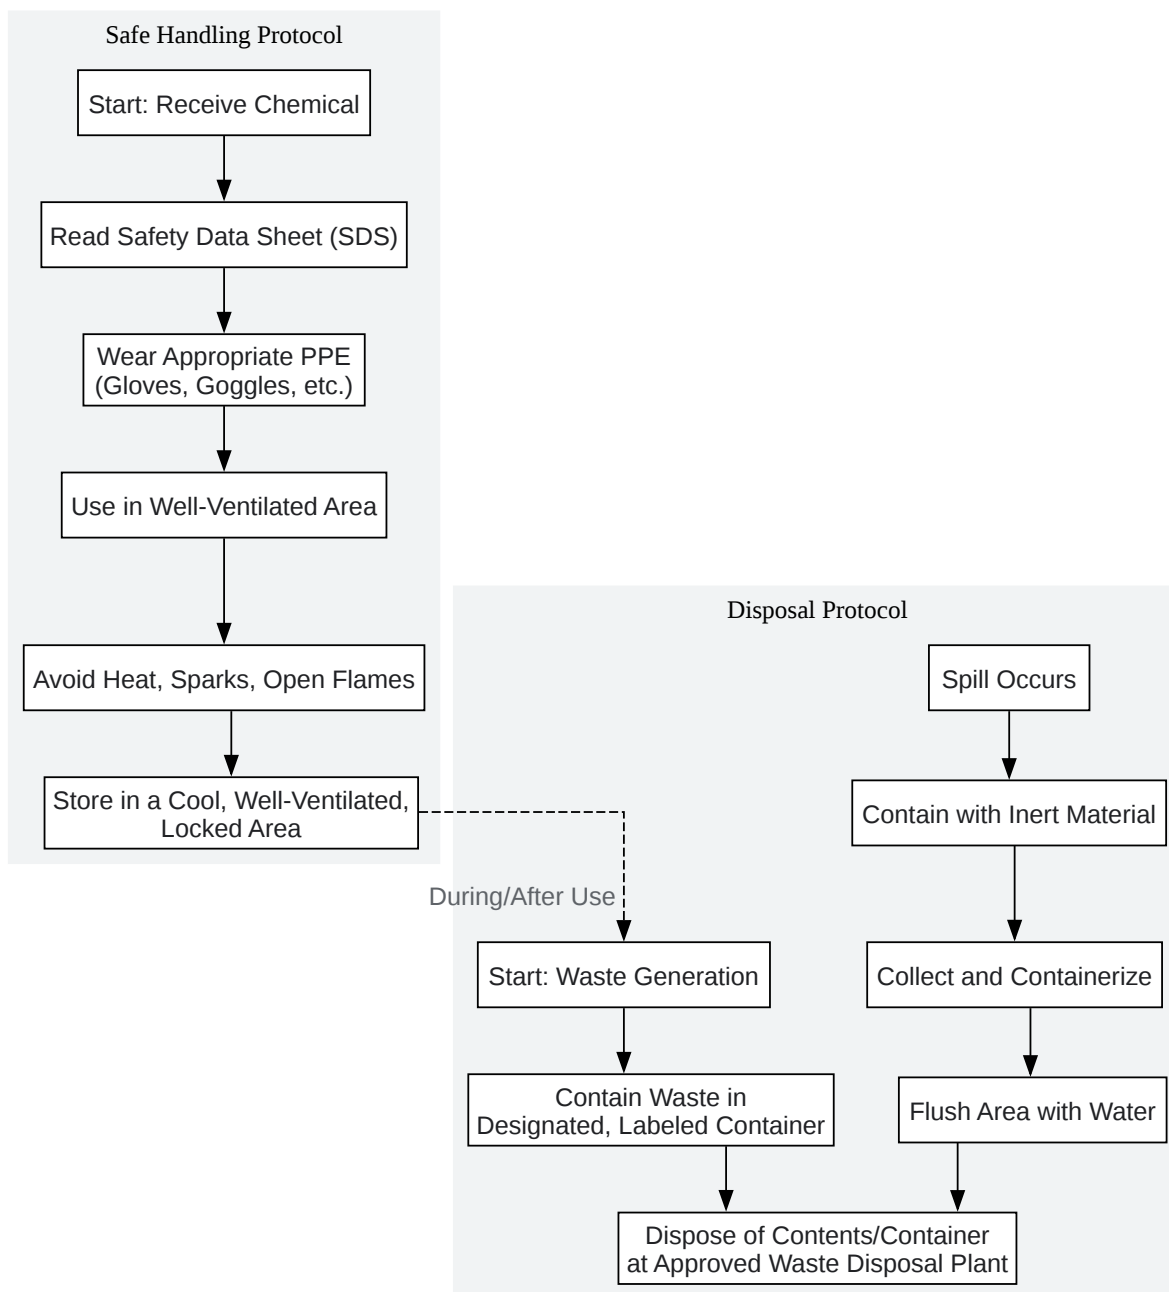 Safe Handling Protocol
Start: Receive Chemical
Read Safety Data Sheet (SDS)
Wear Appropriate PPE
(Gloves, Goggles, etc.)
Use in Well-Ventilated Area
Avoid Heat, Sparks, Open Flames
Store in a Cool, Well-Ventilated,
Locked Area
During/After Use
Disposal Protocol
Start: Waste Generation
Contain Waste in
Designated, Labeled Container
Spill Occurs
Contain with Inert Material
Collect and Containerize
Flush Area with Water
Dispose of Contents/Container
at Approved Waste Disposal Plant